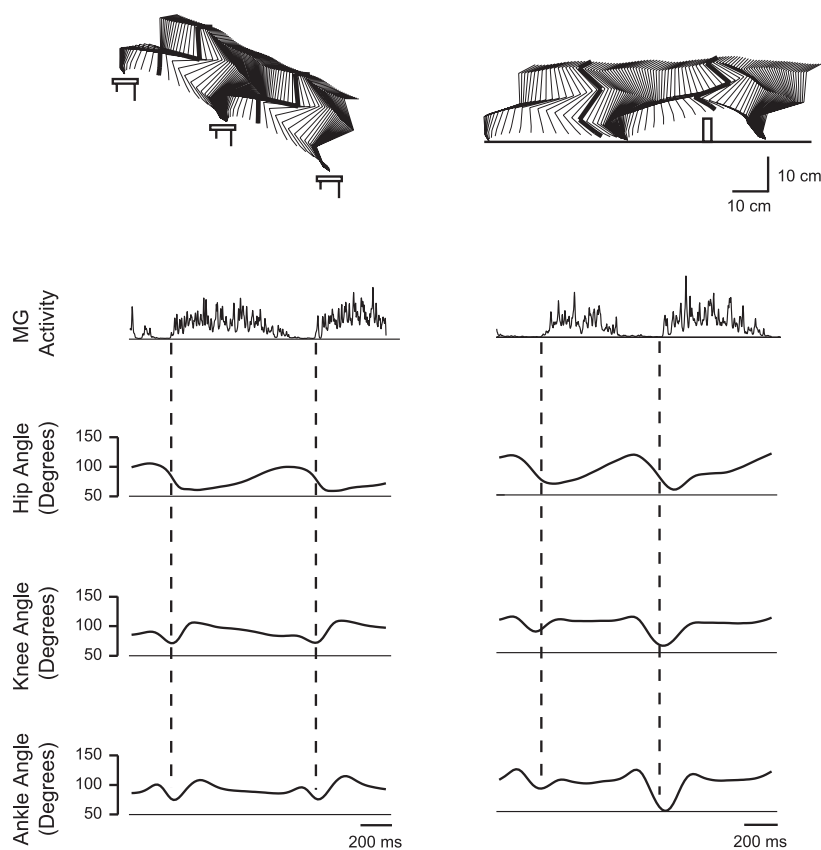 10 cm
10 cm
MG
Activity
Hip Angle
(Degrees)
150
100
50
Knee Angle
(Degrees)
150
100
50
Ankle Angle
(Degrees)
150
100
50
200 ms
200 ms